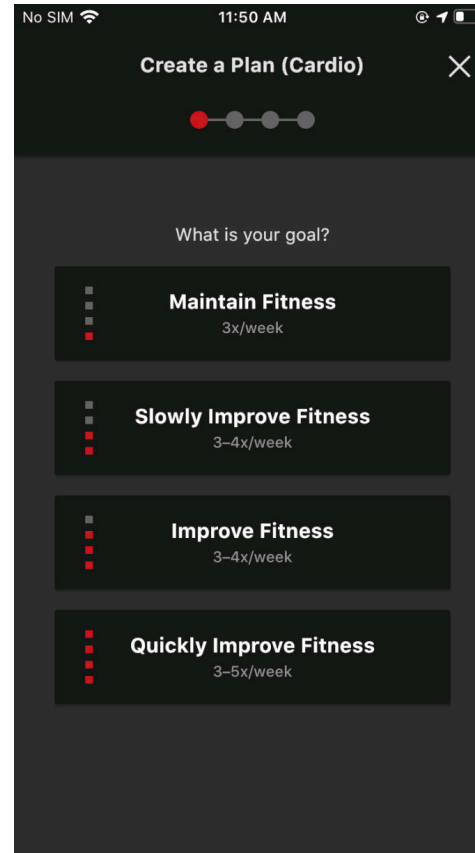 No SIM 11:50 AM
Create a Plan (Cardio)
What is your goal?
Maintain Fitness
3x/week
Slowly Improve Fitness
3–4x/week
Improve Fitness
3–4x/week
Quickly Improve Fitness
3–5x/week